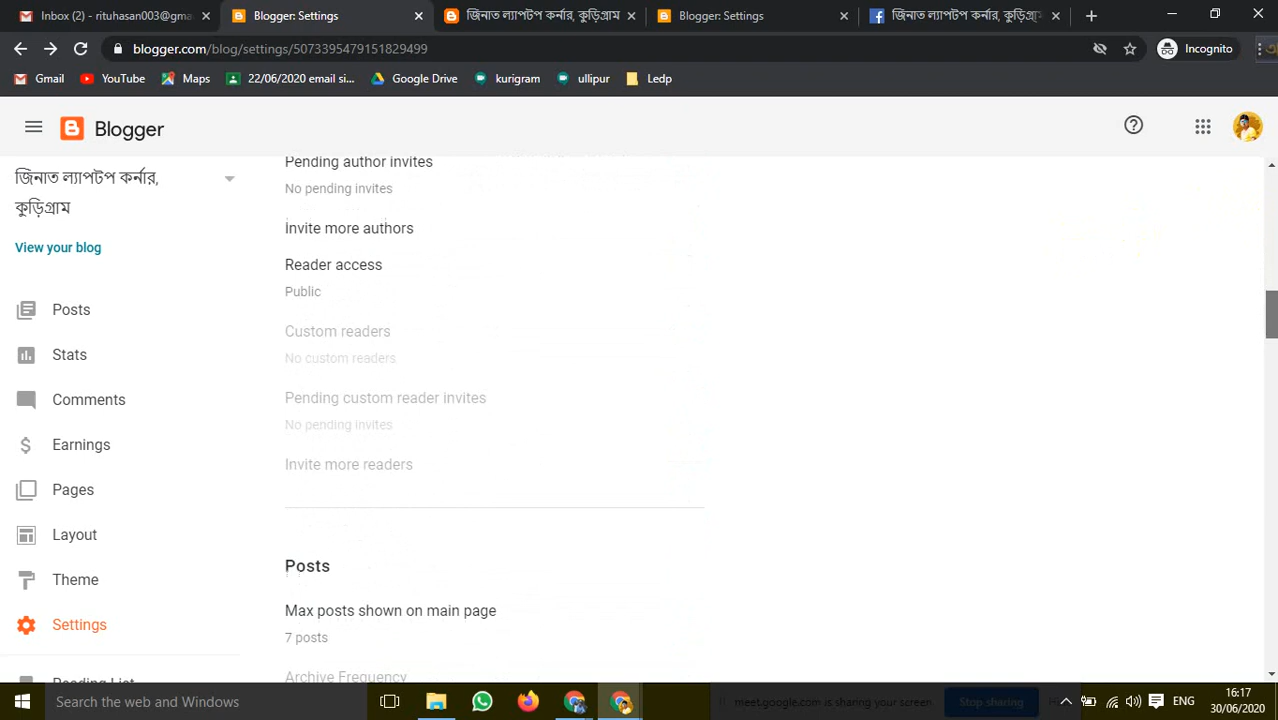 Inbox (2) - rituhasan003@gma
Blogger: Settings
জিনাত ল্যাপটপ কর্নার, কুড়িগ্রাম
Blogger Settings
জিনাত ল্যাপটপ কর্নার, কুড়িগ্রাম
blogger.com/blog/settings/5073395479151829499
Incognito
Gmail
YouTube
Maps
22/06/2020 email si...
Google Drive
kurigram
ullipur
Ledp
Blogger
জিনাত ল্যাপটপ কর্নার,
কুড়িগ্রাম
View your blog
Posts
Stats
Comments
Earnings
Pages
Layout
Theme
Settings
Reading List
Pending author invites
No pending invites
Invite more authors
Reader access
Public
Custom readers
No custom readers
Pending custom reader invites
No pending invites
Invite more readers
Posts
Max posts shown on main page
7 posts
Archive Frequency
Search the web and Windows
meet.google.com is sharing your screen
Stop sharing
ENG
16:17
30/06/2020